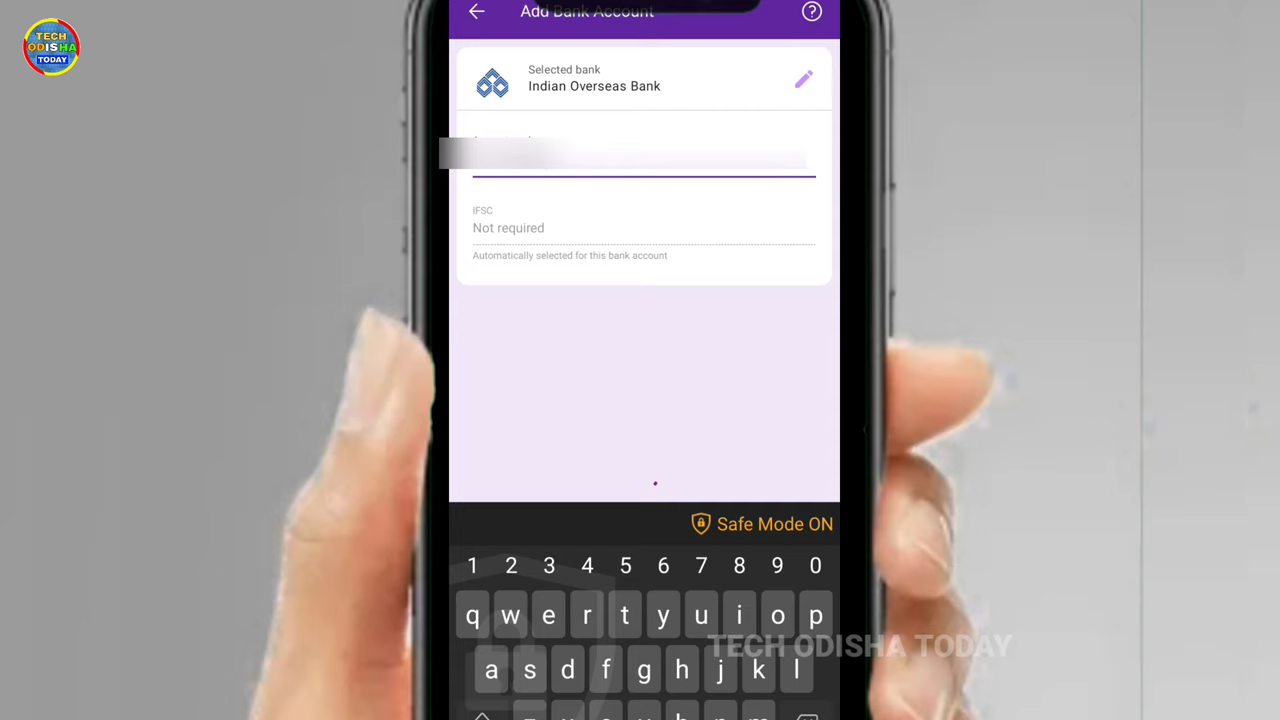 TECH
ODISHA
TODAY
Add Bank Account
Selected bank
Indian Overseas Bank
IFSC
Not required
Automatically selected for this bank account
Safe Mode ON
1 2 3 4 5 6 7 8 9 0
q w e r t y u i o p
TECH ODISHA TODAY
a s d f g h j k l